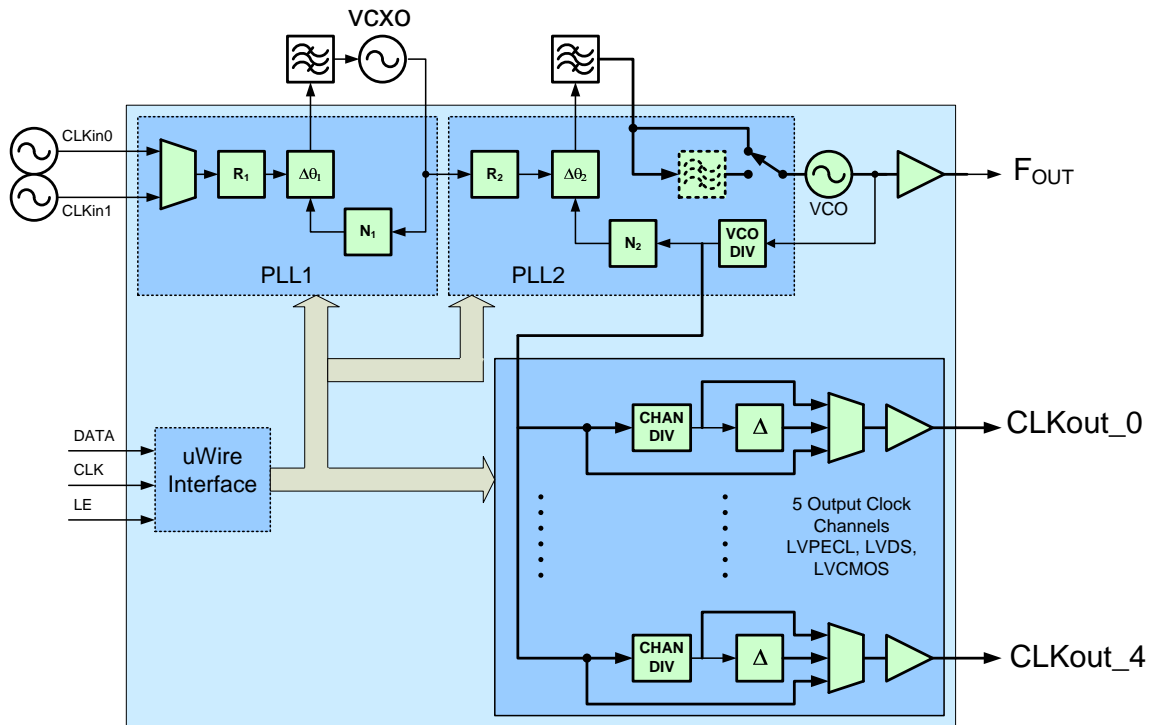 VCXO
CLKin0
CLKin1
R₁
Δθ₁
N₁
PLL1
R₂
Δθ₂
N₂
VCO
DIV
PLL2
VCO
F_OUT
DATA
CLK
LE
uWire
Interface
CHAN
DIV
Δ
CLKout_0
5 Output Clock
Channels
LVPECL, LVDS,
LVCMOS
CHAN
DIV
Δ
CLKout_4